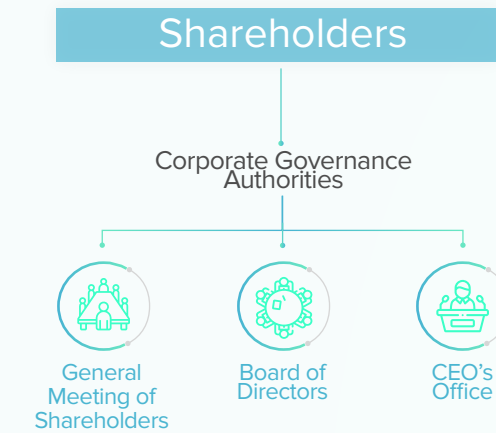 Shareholders
Corporate Governance
Authorities
General
Meeting of
Shareholders
Board of
Directors
CEO's
Office